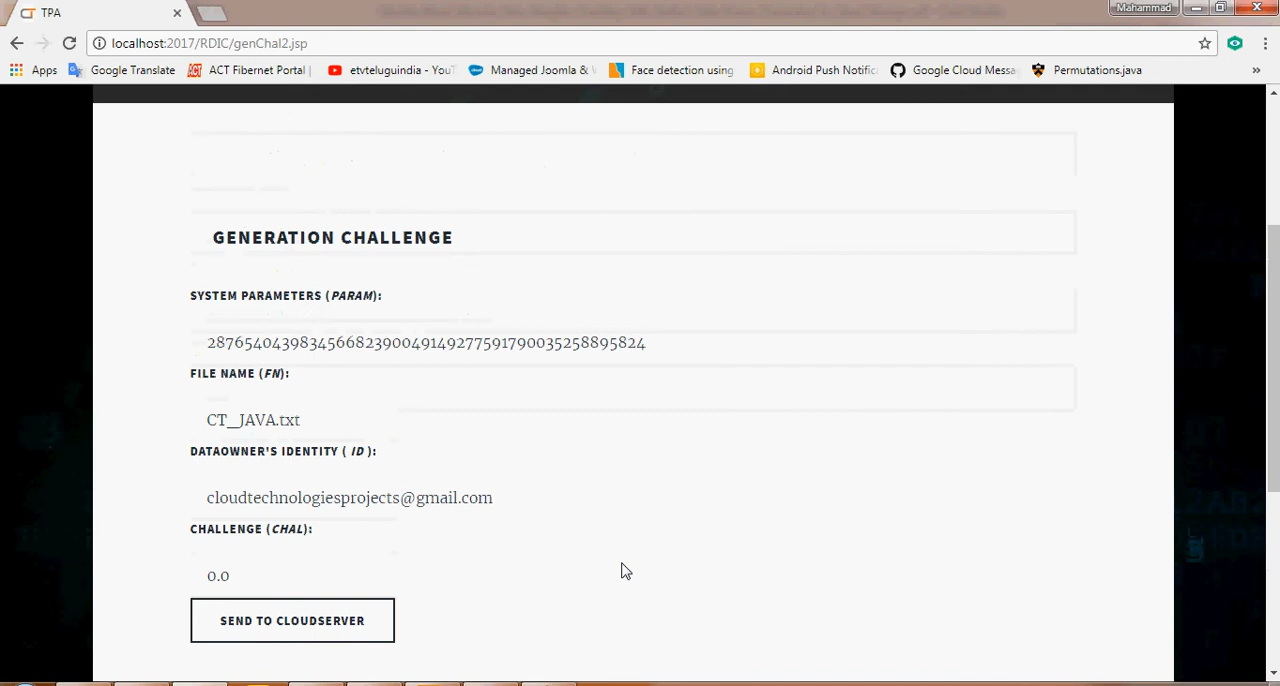 TPA
Mahammad
localhost:2017/RDIC/genChal2.jsp
Apps Google Translate ACT Fibernet Portal | etvteluguindia - YouT Managed Joomla & W Face detection using Android Push Notific Google Cloud Messa Permutations.java »
GENERATION CHALLENGE
SYSTEM PARAMETERS (PARAM):
287654043983456682390049149277591790035258895824
FILE NAME (FN):
CT_JAVA.txt
DATAOWNER'S IDENTITY ( ID ):
cloudtechnologiesprojects@gmail.com
CHALLENGE (CHAL):
0.0
SEND TO CLOUDSERVER